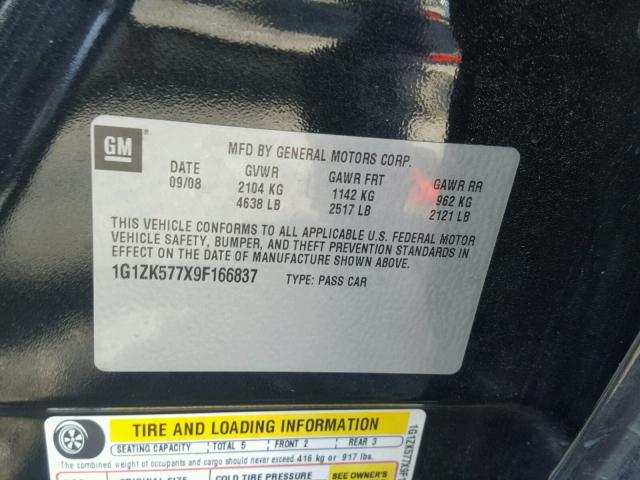 GM
MFD BY GENERAL MOTORS CORP.
DATE GVWR GAWR FRT GAWR RR
09/08 2104 KG 1142 KG 962 KG
4638 LB 2517 LB 2121 LB
THIS VEHICLE CONFORMS TO ALL APPLICABLE U.S. FEDERAL MOTOR
VEHICLE SAFETY, BUMPER, AND THEFT PREVENTION STANDARDS IN
EFFECT ON THE DATE OF MANUFACTURE SHOWN ABOVE.
1G1ZK577X9F166837 TYPE: PASS CAR
TIRE AND LOADING INFORMATION
SEATING CAPACITY TOTAL 5 FRONT 2 REAR 3
The combined weight of occupants and cargo should never exceed 416 kg or 917 lbs.
ORIGINAL SIZE COLD TIRE PRESSURE SEE OWNER'S
1G1ZK577X9F